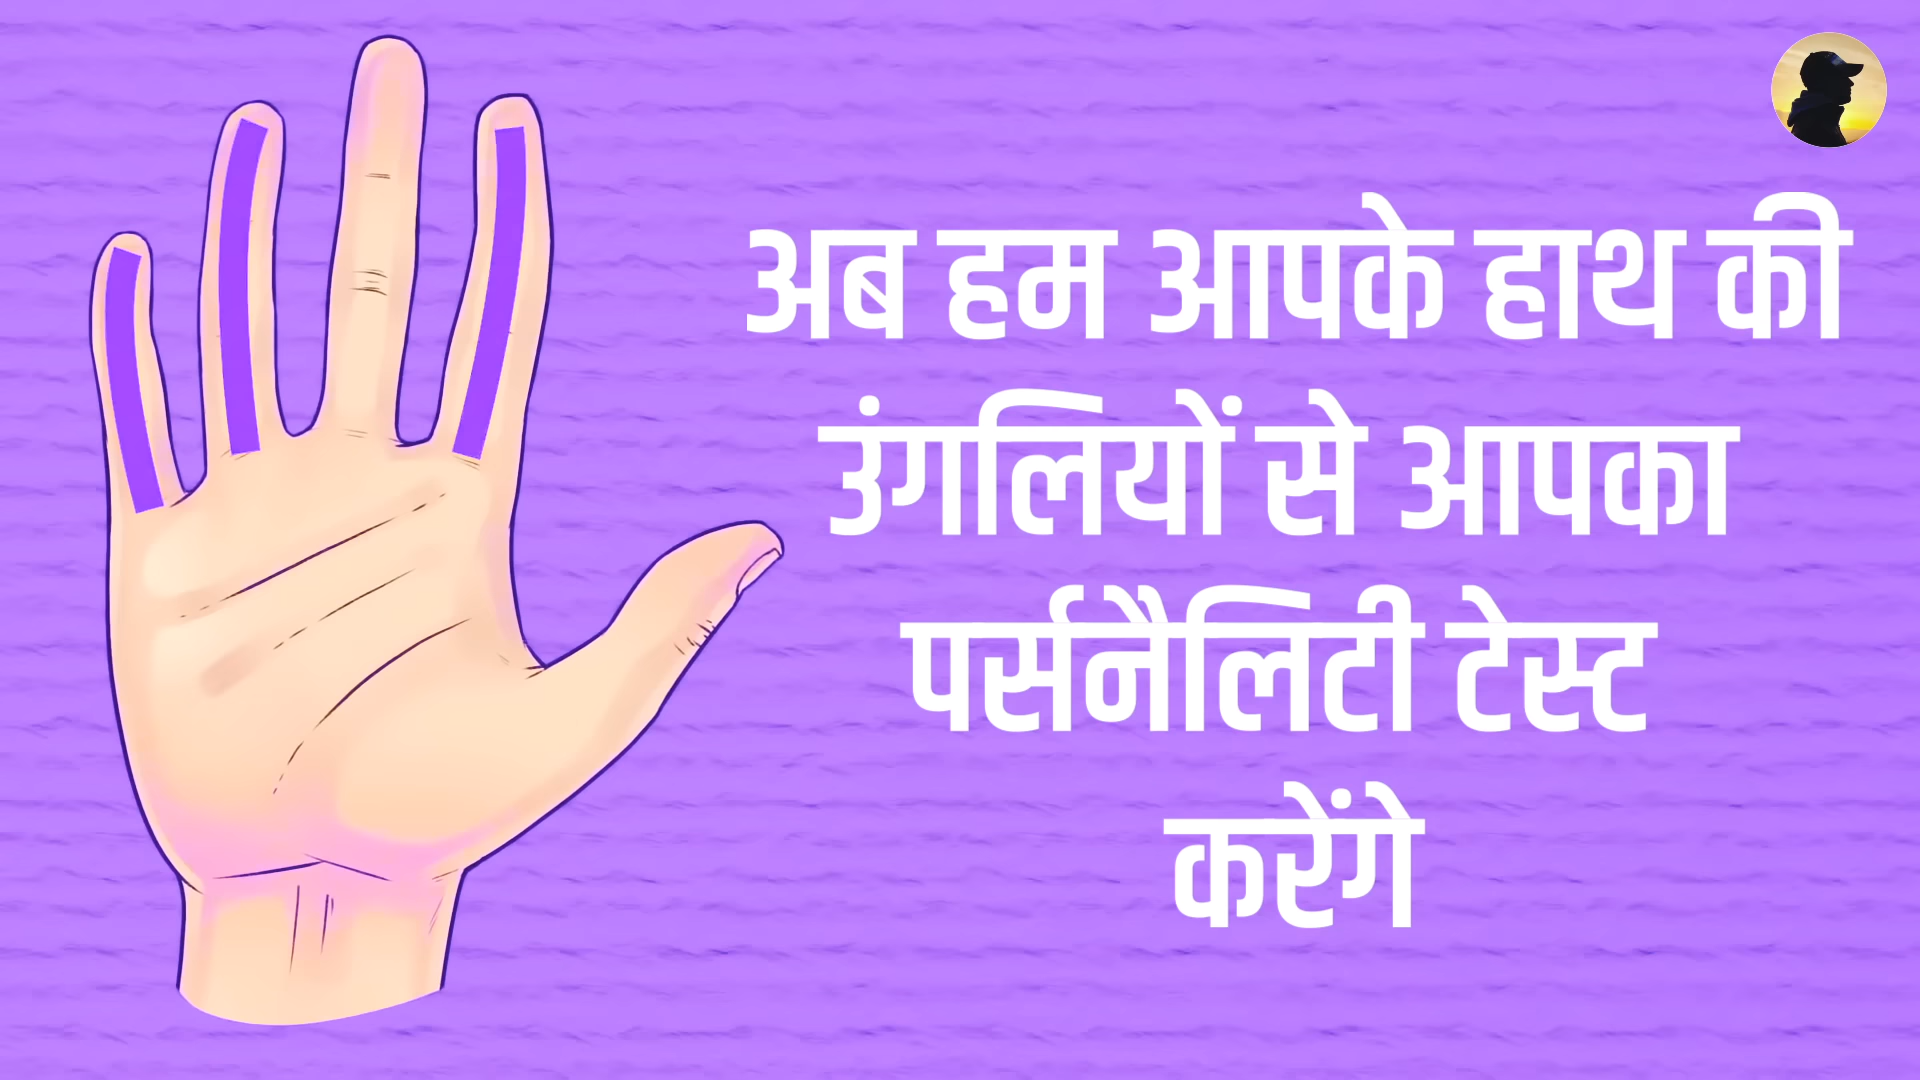 अब हम आपके हाथ की
उंगलियों से आपका
पर्सनैलिटी टेस्ट
करेंगे